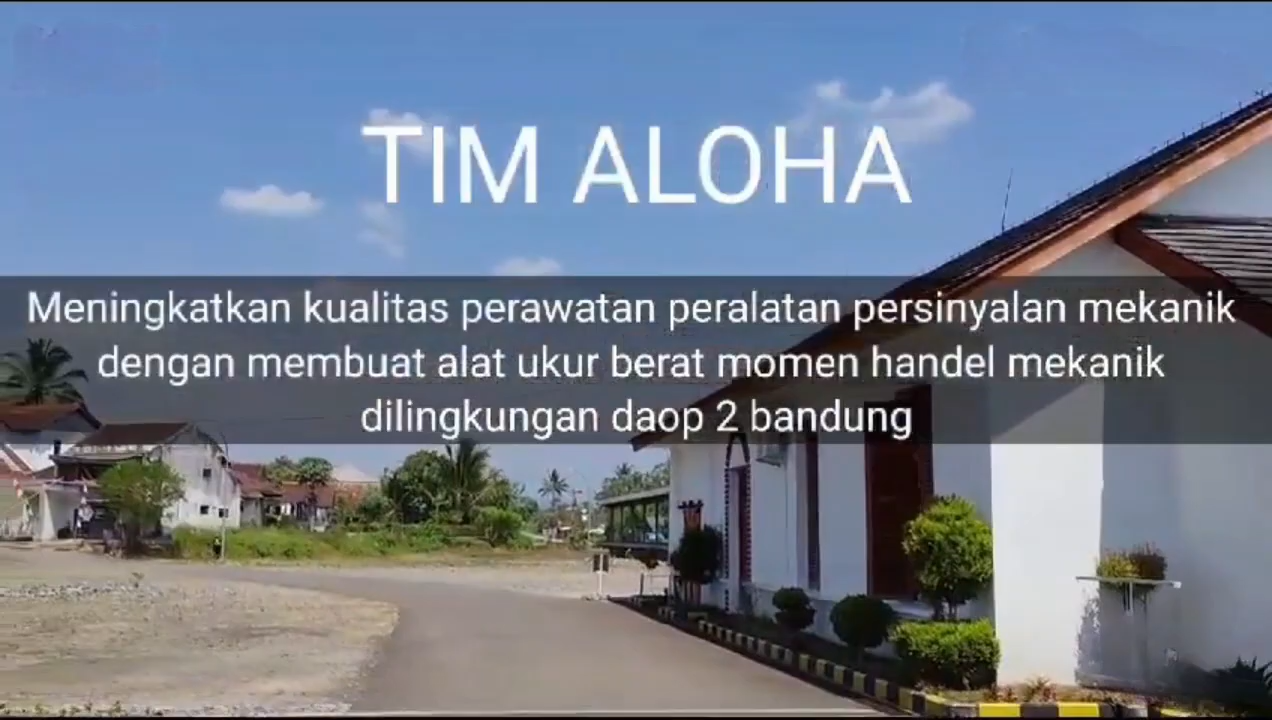 TIM ALOHA
Meningkatkan kualitas perawatan peralatan persinyalan mekanik
dengan membuat alat ukur berat momen handel mekanik
dilingkungan daop 2 bandung